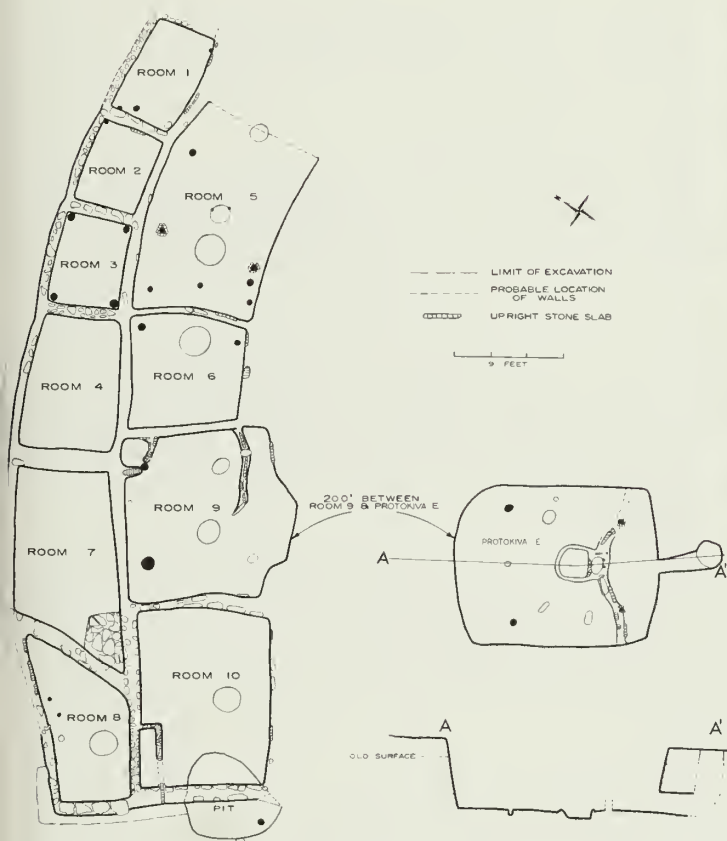 ROOM 1
ROOM 2
ROOM 5
ROOM 3
LIMIT OF EXCAVATION
PROBABLE LOCATION
OF WALLS
UPRIGHT STONE SLAB
9 FEET
ROOM 4
ROOM 6
200' BETWEEN
ROOM 9 & PROTOKIVA E
ROOM 9
PROTOKIVA E
ROOM 7
A
A'
ROOM 10
ROOM 8
A
A'
OLD SURFACE
PIT